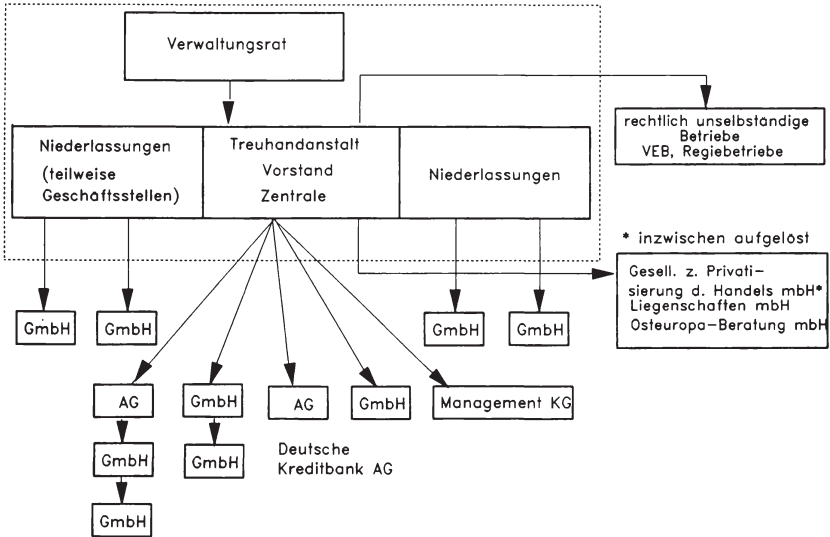 Verwaltungsrat
rechtlich unselbständige
Betriebe
VEB, Regiebetriebe
Niederlassungen
(teilweise
Geschäftsstellen)
Treuhandanstalt
Vorstand
Zentrale
Niederlassungen
* inzwischen aufgelöst
Gesell. z. Privati-
sierung d. Handels mbH*
Liegenschaften mbH
Osteuropa-Beratung mbH
GmbH
GmbH
GmbH
GmbH
AG
GmbH
AG
GmbH
Management KG
GmbH
GmbH
Deutsche
Kreditbank AG
GmbH